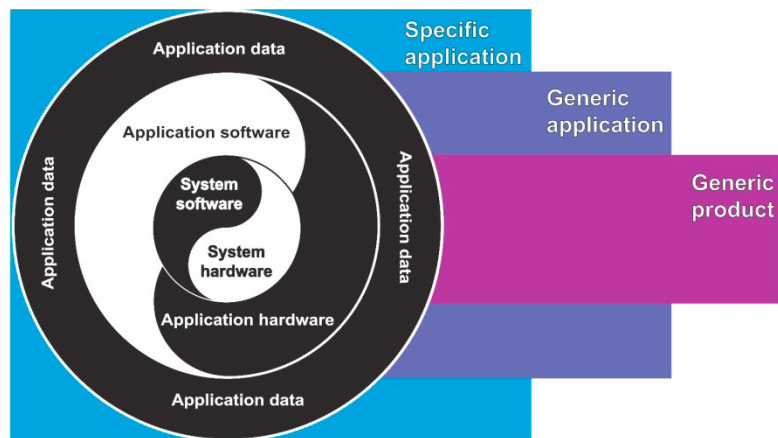 Application data
Specific
application
Generic
application
Application software
Application data
Application data
System
software
Generic
product
System
hardware
Application hardware
Application data